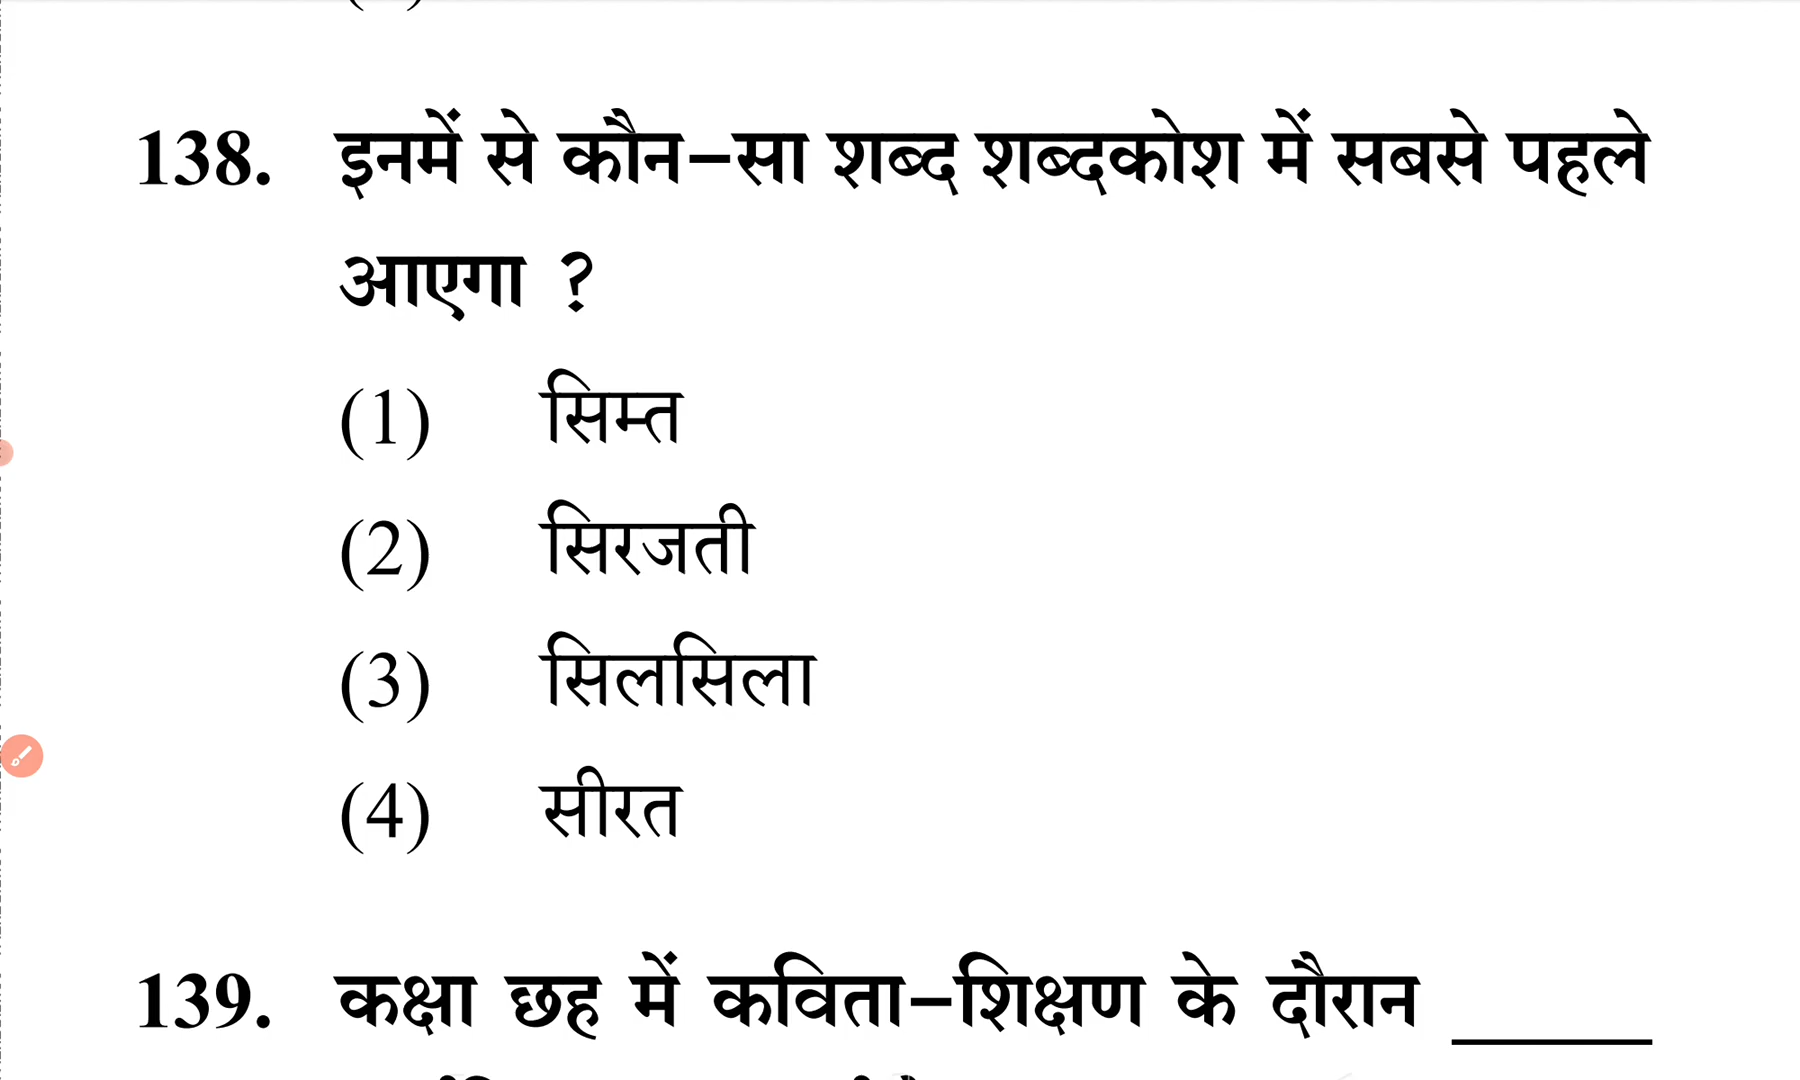 138. इनमें से कौन–सा शब्द शब्दकोश में सबसे पहले
आएगा ?
(1) सिम्त
(2) सिरजती
(3) सिलसिला
(4) सीरत
139. कक्षा छह में कविता–शिक्षण के दौरान ______